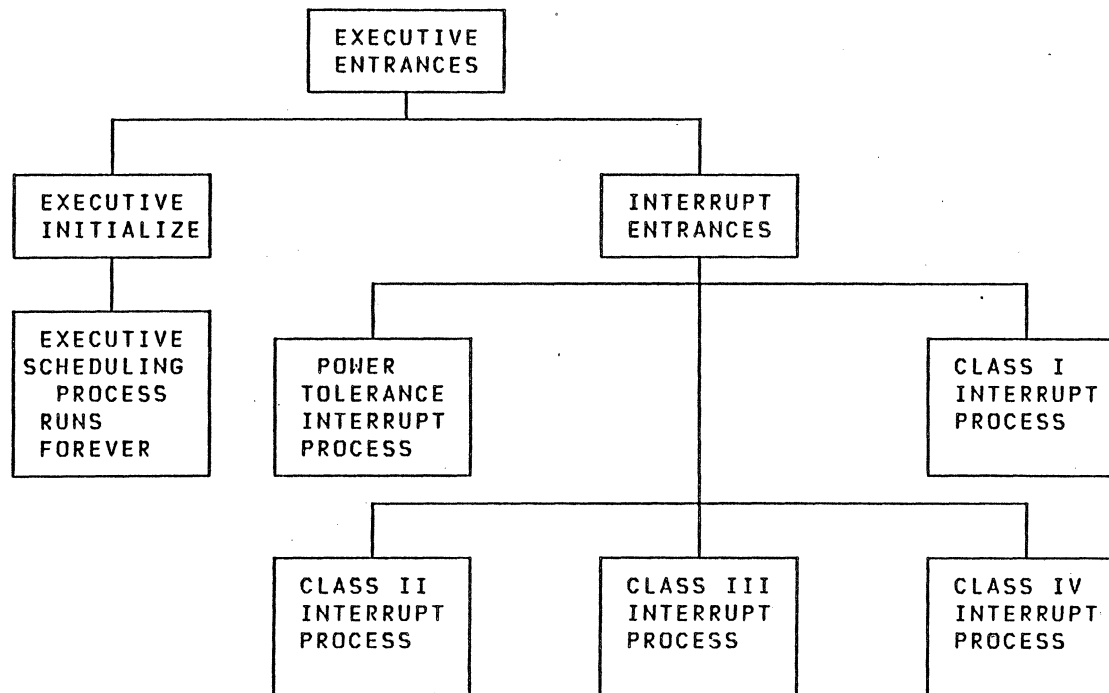 EXECUTIVE
ENTRANCES
EXECUTIVE
INITIALIZE
INTERRUPT
ENTRANCES
EXECUTIVE
SCHEDULING
PROCESS
RUNS
FOREVER
POWER
TOLERANCE
INTERRUPT
PROCESS
CLASS I
INTERRUPT
PROCESS
CLASS II
INTERRUPT
PROCESS
CLASS III
INTERRUPT
PROCESS
CLASS IV
INTERRUPT
PROCESS